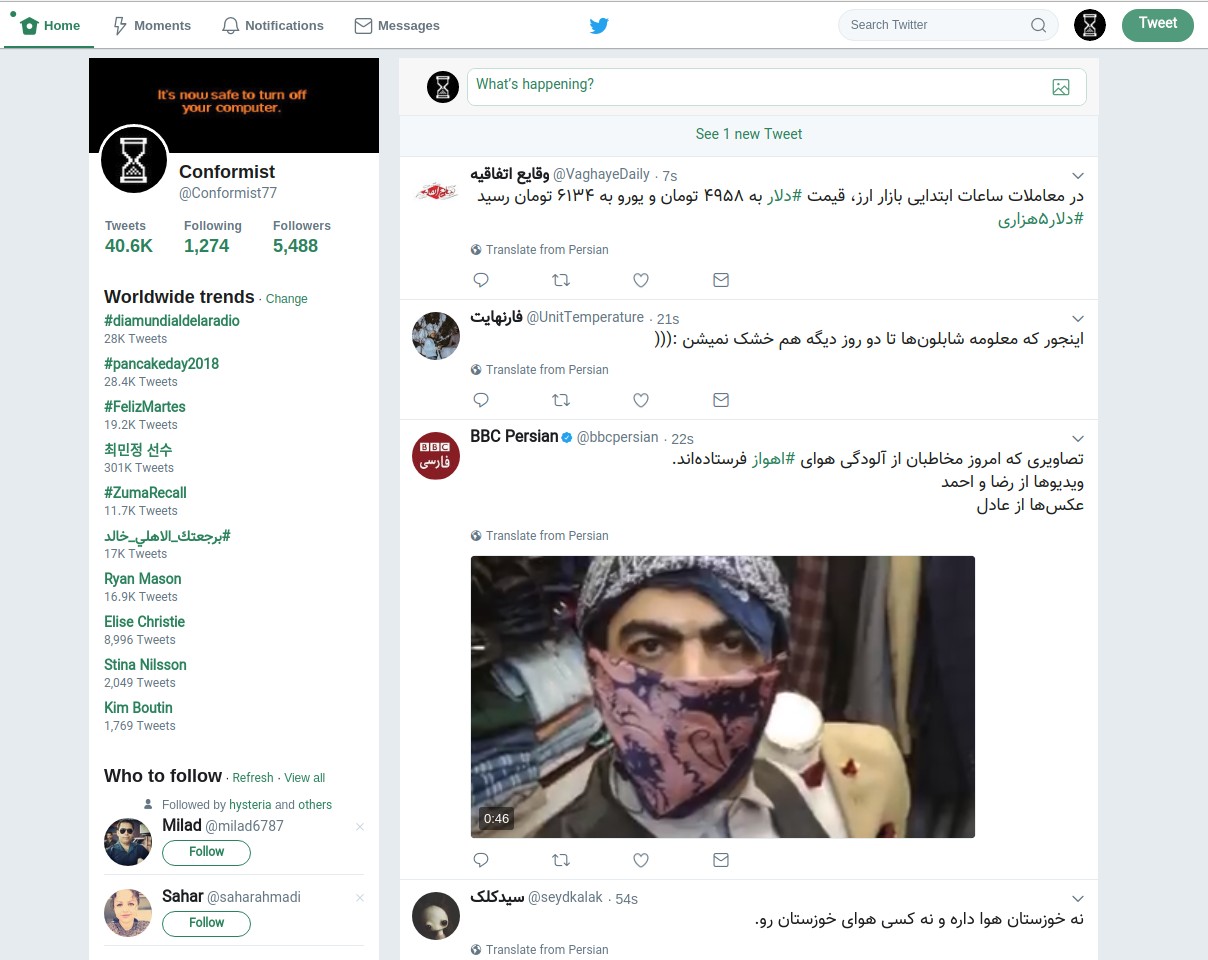 Home
Moments
Notifications
Messages
Search Twitter
Tweet
It's now safe to turn off
your computer.
Conformist
@Conformist77
Tweets Following Followers
40.6K 1,274 5,488
Worldwide trends · Change
#diamundialdelaradio
28K Tweets
#pancakeday2018
28.4K Tweets
#FelizMartes
19.2K Tweets
최민정 선수
301K Tweets
#ZumaRecall
11.7K Tweets
#برجعتك_الاهلي_خالد
17K Tweets
Ryan Mason
16.9K Tweets
Elise Christie
8,996 Tweets
Stina Nilsson
2,049 Tweets
Kim Boutin
1,769 Tweets
Who to follow · Refresh · View all
Followed by hysteria and others
Milad @milad6787
Follow
Sahar @saharahmadi
Follow
What's happening?
See 1 new Tweet
وقایع اتفاقیه @VaghayeDaily · 7s
در معاملات ساعات ابتدایی بازار ارز، قیمت #دلار به ۴۹۵۸ تومان و یورو به ۶۱۳۴ تومان رسید
#دلار۵هزاری
Translate from Persian
فارنهایت @UnitTemperature · 21s
اینجور که معلومه شابلون‌ها تا دو روز دیگه هم خشک نمیشن :(((
Translate from Persian
BBC Persian @bbcpersian · 22s
BBC
فارسی
تصاویری که امروز مخاطبان از آلودگی هوای #اهواز فرستاده‌اند.
ویدیوها از رضا و احمد
عکس‌ها از عادل
Translate from Persian
0:46
سیدکلک @seydkalak · 54s
نه خوزستان هوا داره و نه کسی هوای خوزستان رو.
Translate from Persian